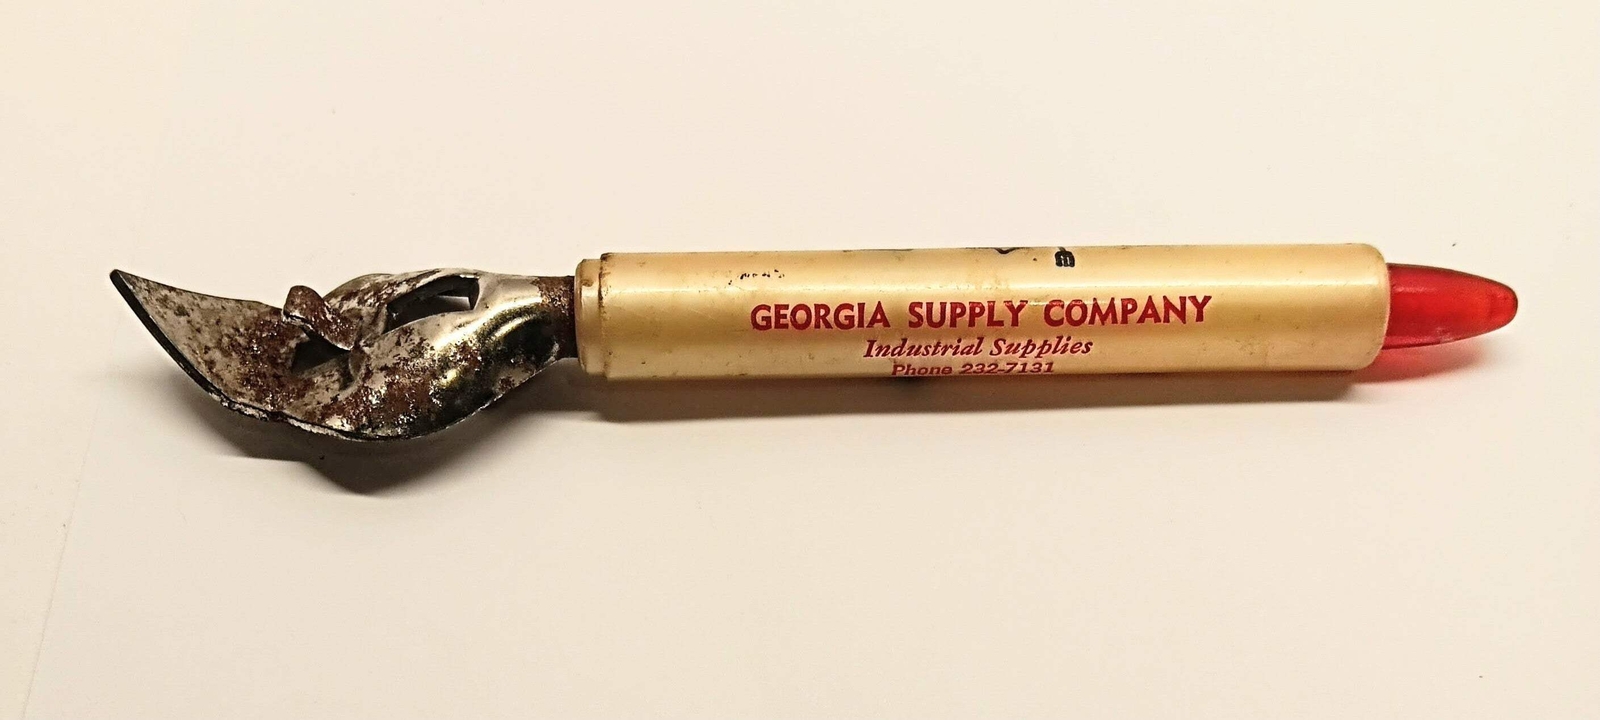 GEORGIA SUPPLY COMPANY
Industrial Supplies
Phone 232-7131